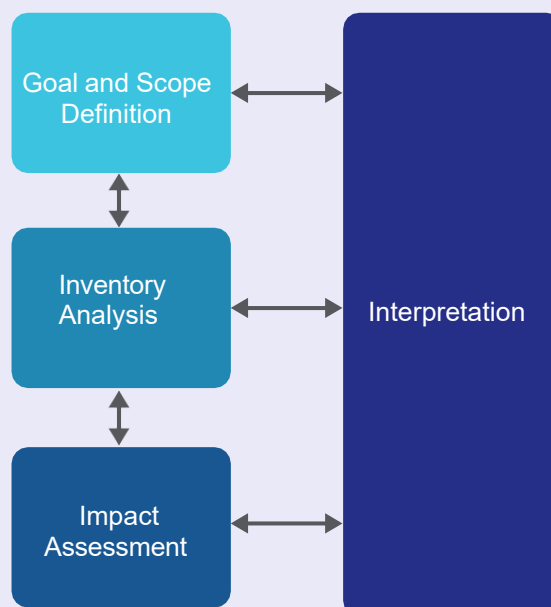 Goal and Scope
Definition
Inventory
Analysis
Interpretation
Impact
Assessment